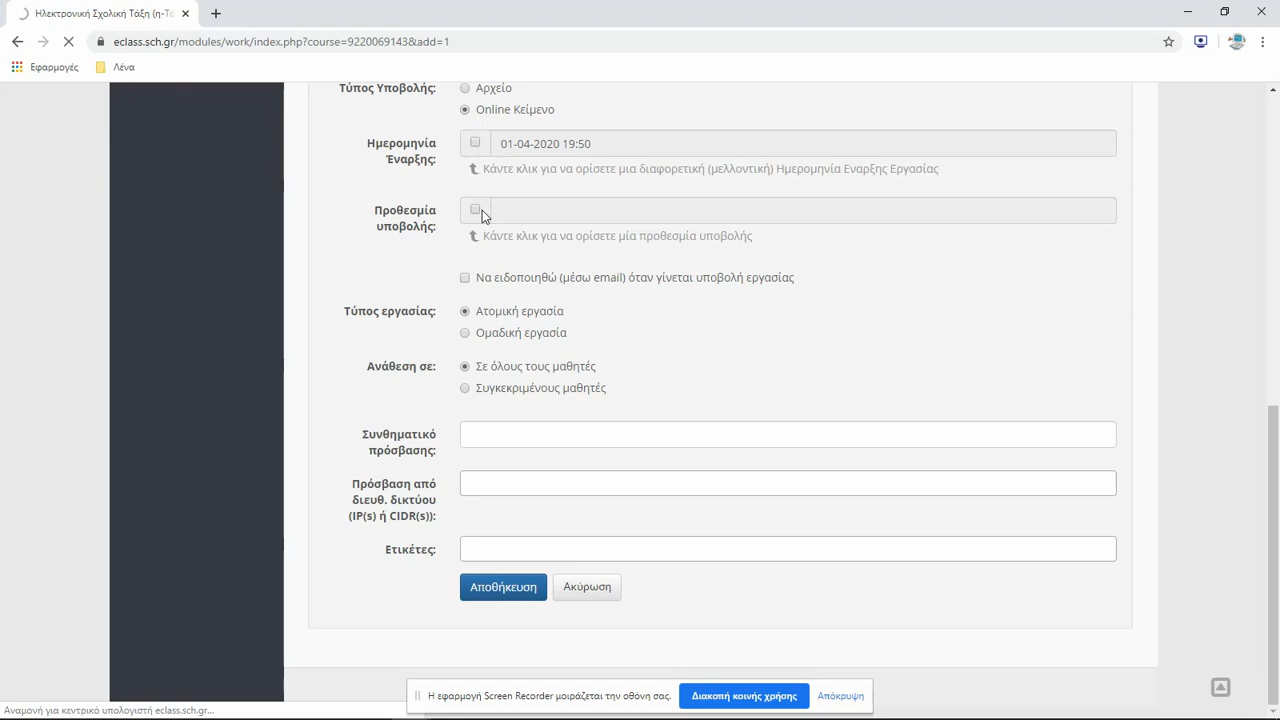 Ηλεκτρονική Σχολική Τάξη (η-Τά
eclass.sch.gr/modules/work/index.php?course=9220069143&add=1
Εφαρμογές
Λένα
Τύπος Υποβολής:
Αρχείο
Online Κείμενο
Ημερομηνία
Έναρξης:
01-04-2020 19:50
Κάντε κλικ για να ορίσετε μια διαφορετική (μελλοντική) Ημερομηνία Εναρξης Εργασίας
Προθεσμία
υποβολής:
Κάντε κλικ για να ορίσετε μία προθεσμία υποβολής
Να ειδοποιηθώ (μέσω email) όταν γίνεται υποβολή εργασίας
Τύπος εργασίας:
Ατομική εργασία
Ομαδική εργασία
Ανάθεση σε:
Σε όλους τους μαθητές
Συγκεκριμένους μαθητές
Συνθηματικό
πρόσβασης:
Πρόσβαση από
διευθ. δικτύου
(IP(s) ή CIDR(s)):
Ετικέτες:
Αποθήκευση
Ακύρωση
Η εφαρμογή Screen Recorder μοιράζεται την οθόνη σας.
Διακοπή κοινής χρήσης
Απόκρυψη
Αναμονή για κεντρικό υπολογιστή eclass.sch.gr...